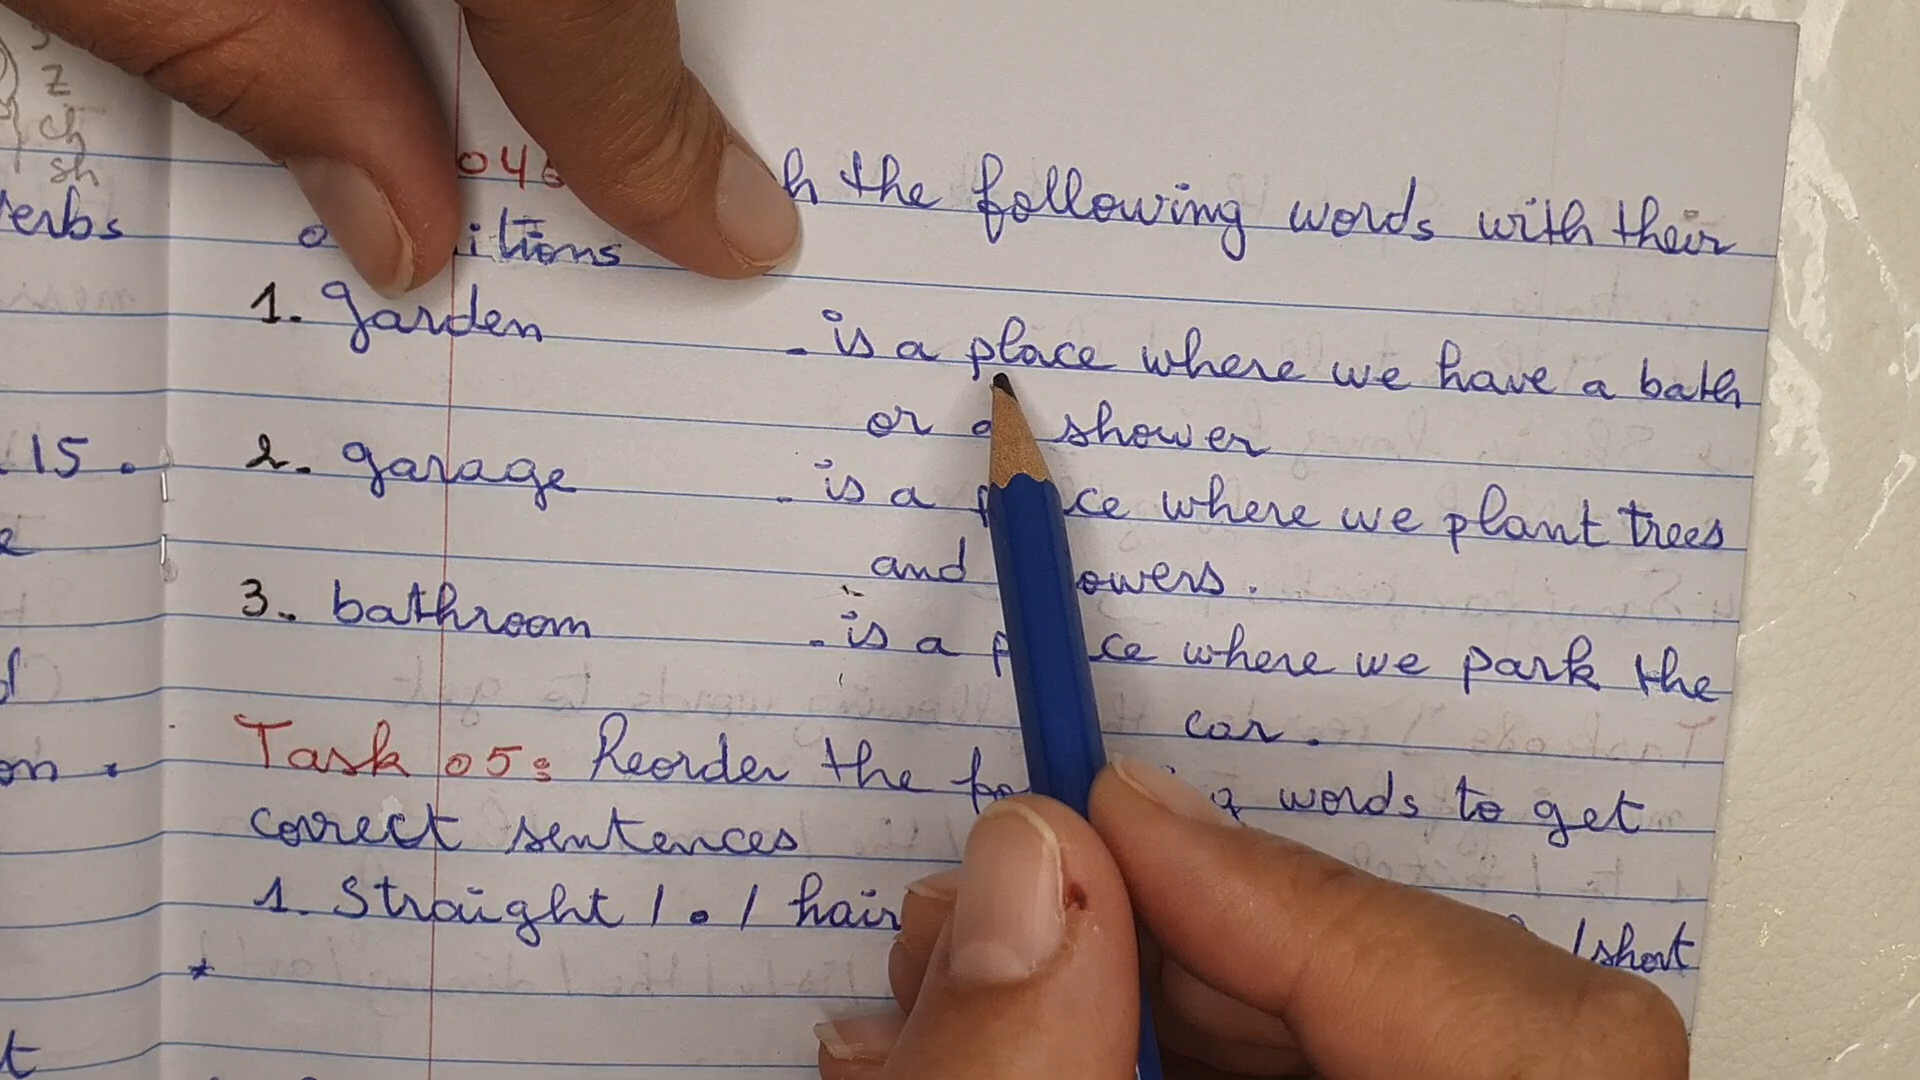 z
ch
sh
04: h the following words with their
itions
1. garden - is a place where we have a bath
or a shower
2. garage - is a ce where we plant trees
and owers.
3. bathroom - is a ce where we park the
car.
Task 05: Reorder the words to get
correct sentences
1. Straight / . / hair / short
verbs
15.